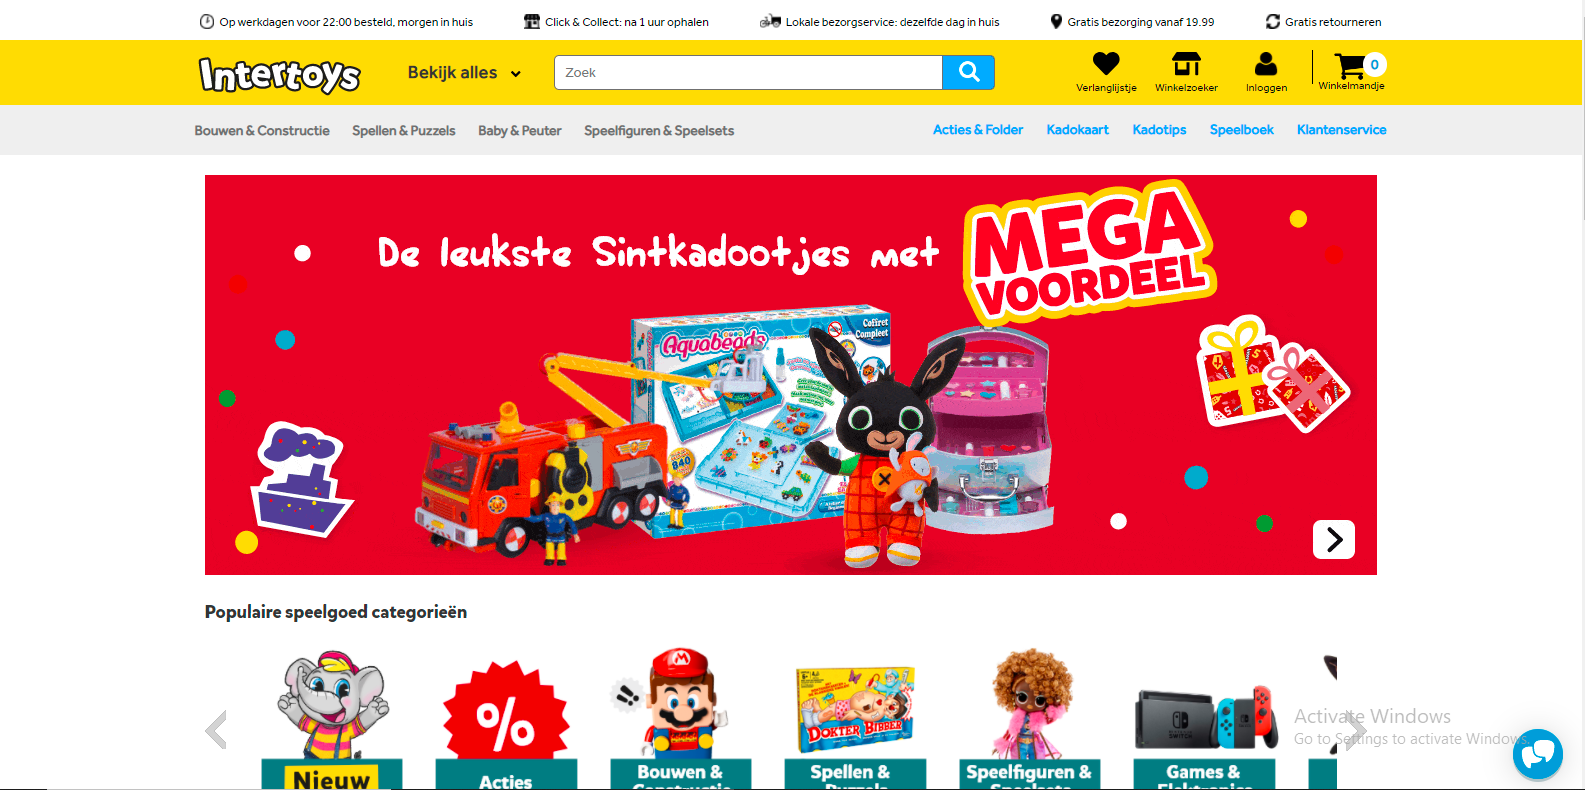 Op werkdagen voor 22:00 besteld, morgen in huis
Click & Collect: na 1 uur ophalen
Lokale bezorgservice: dezelfde dag in huis
Gratis bezorging vanaf 19.99
Gratis retourneren
Intertoys
Bekijk alles
Zoek
Verlanglijstje
Winkelzoeker
Inloggen
0
Winkelmandje
Bouwen & Constructie
Spellen & Puzzels
Baby & Peuter
Speelfiguren & Speelsets
Acties & Folder
Kadokaart
Kadotips
Speelboek
Klantenservice
De leukste Sintkadootjes met
MEGA
VOORDEEL
Coffret
Compleet
Aquabeads
840
Populaire speelgoed categorieën
M
%
DOKTER BIBBER
NINTENDO
SWITCH
Nieuw
Acties
Bouwen &
Constructie
Spellen &
Puzzels
Speelfiguren &
Speelsets
Games &
Elektronica
Activate Windows
Go to Settings to activate Windows.